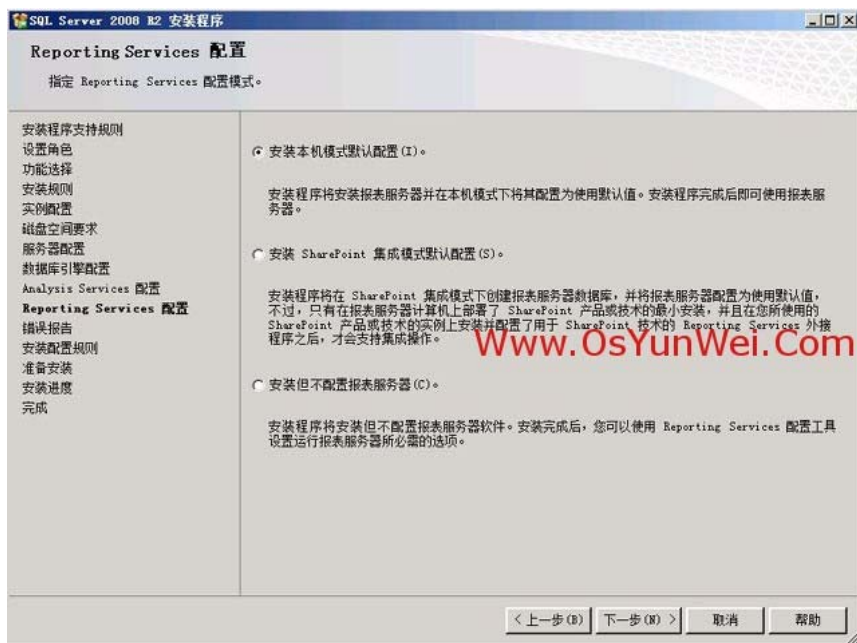 SQL Server 2008 R2 安装程序
Reporting Services 配置
指定 Reporting Services 配置模式。
安装程序支持规则
设置角色
功能选择
安装规则
实例配置
磁盘空间要求
服务器配置
数据库引擎配置
Analysis Services 配置
Reporting Services 配置
错误报告
安装配置规则
准备安装
安装进度
完成
安装本机模式默认配置(I)。
安装程序将安装报表服务器并在本机模式下将其配置为使用默认值。安装程序完成后即可使用报表服
务器。
安装 SharePoint 集成模式默认配置(S)。
安装程序将在 SharePoint 集成模式下创建报表服务器数据库，并将报表服务器配置为使用默认值，
不过，只有在报表服务器计算机上部署了 SharePoint 产品或技术的最小安装，并且在您所使用的
SharePoint 产品或技术的实例上安装并配置了用于 SharePoint 技术的 Reporting Services 外接
程序之后，才会支持集成操作。
Www.OsYunWei.Com
安装但不配置报表服务器(C)。
安装程序将安装但不配置报表服务器软件。安装完成后，您可以使用 Reporting Services 配置工具
设置运行报表服务器所必需的选项。
< 上一步(B) 下一步(N) > 取消 帮助